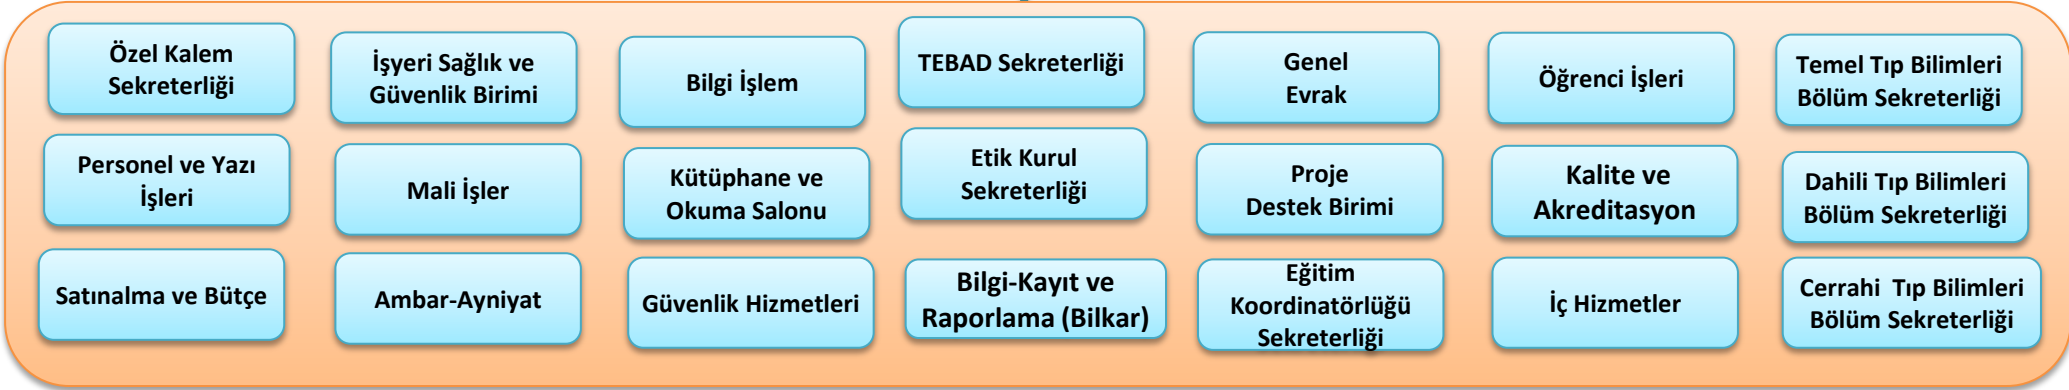 Özel Kalem
Sekreterliği
İşyeri Sağlık ve
Güvenlik Birimi
Bilgi İşlem
TEBAD Sekreterliği
Genel
Evrak
Öğrenci İşleri
Temel Tıp Bilimleri
Bölüm Sekreterliği
Personel ve Yazı
İşleri
Mali İşler
Kütüphane ve
Okuma Salonu
Etik Kurul
Sekreterliği
Proje
Destek Birimi
Kalite ve
Akreditasyon
Dahili Tıp Bilimleri
Bölüm Sekreterliği
Satınalma ve Bütçe
Ambar-Ayniyat
Güvenlik Hizmetleri
Bilgi-Kayıt ve
Raporlama (Bilkar)
Eğitim
Koordinatörlüğü
Sekreterliği
İç Hizmetler
Cerrahi  Tıp Bilimleri
Bölüm Sekreterliği